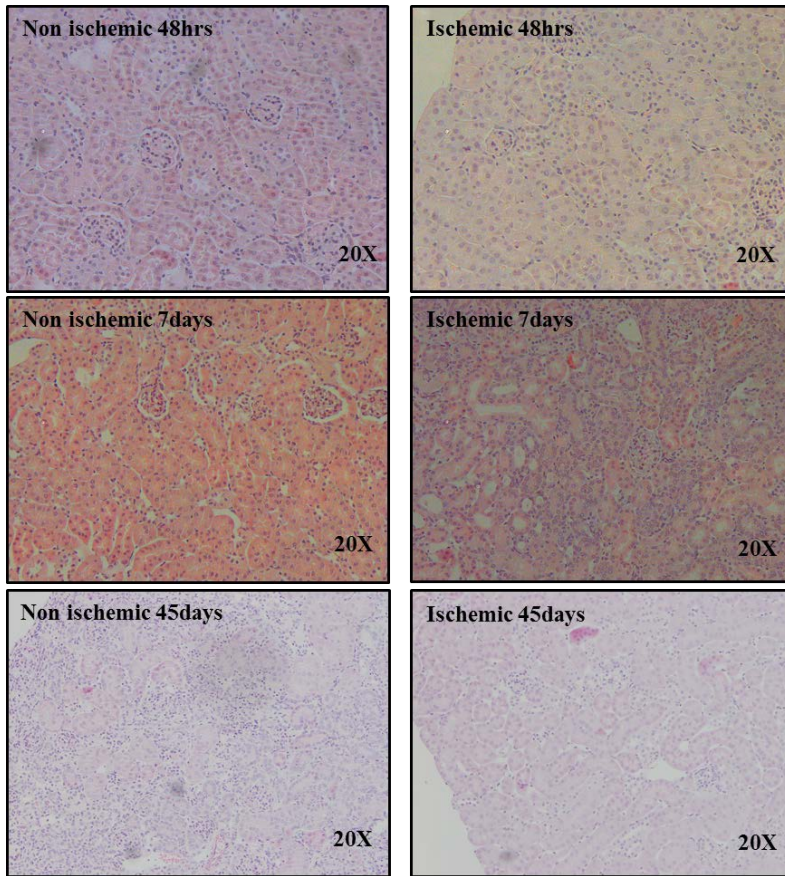 Non ischemic 48hrs
20X
Ischemic 48hrs
20X
Non ischemic 7days
20X
Ischemic 7days
20X
Non ischemic 45days
20X
Ischemic 45days
20X